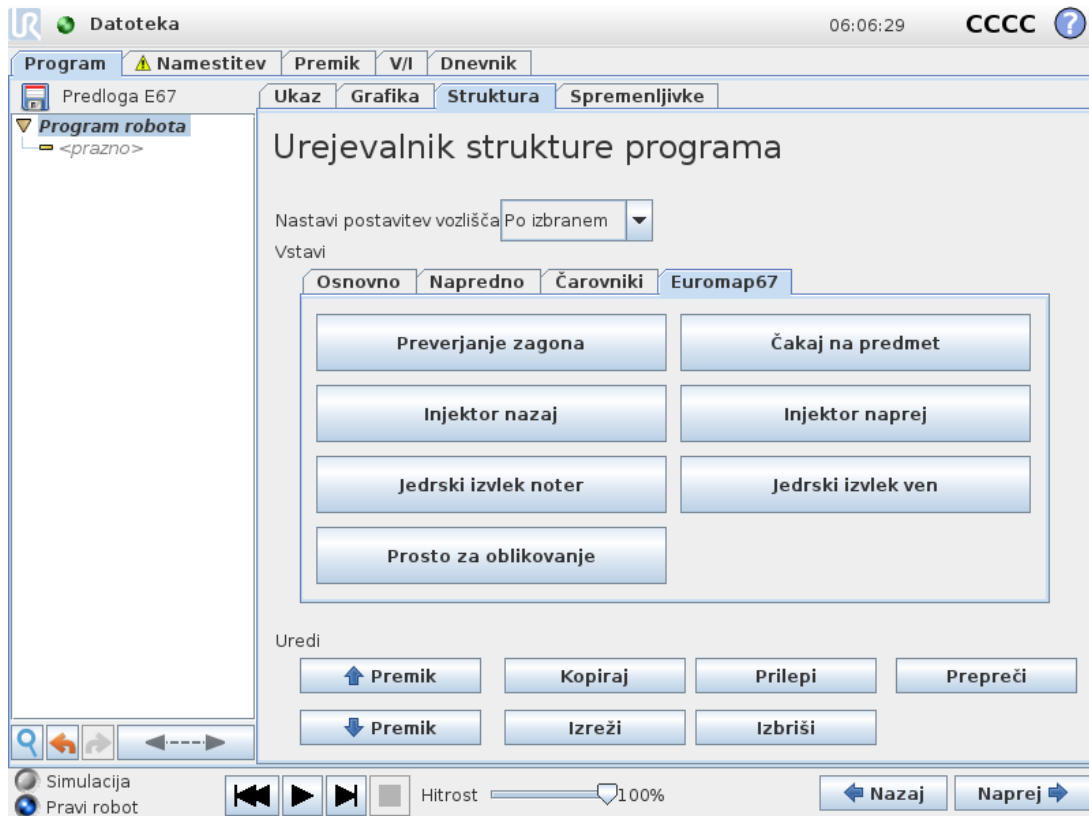 UR Datoteka 06:06:29 CCCC ?
Program Namestitev Premik V/I Dnevnik
Predloga E67 Ukaz Grafika Struktura Spremenljivke
Program robota
<prazno>
Urejevalnik strukture programa
Nastavi postavitev vozlišča Po izbranem
Vstavi
Osnovno Napredno Čarovniki Euromap67
Preverjanje zagona Čakaj na predmet
Injektor nazaj Injektor naprej
Jedrski izvlek noter Jedrski izvlek ven
Prosto za oblikovanje
Uredi
Premik Kopiraj Prilepi Prepreči
Premik Izreži Izbriši
Simulacija
Pravi robot
Hitrost 100% Nazaj Naprej